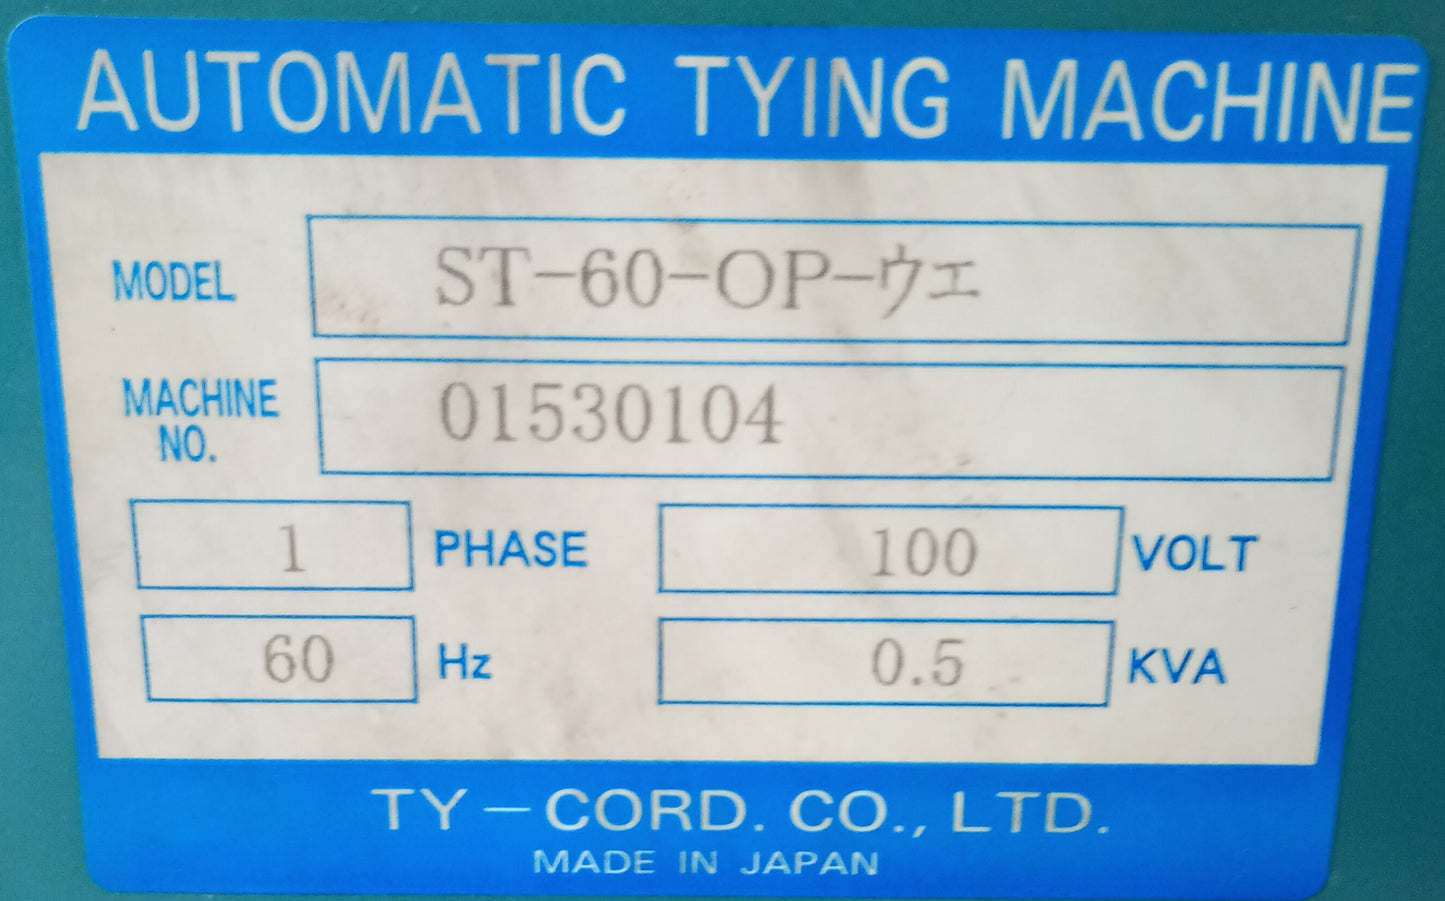 AUTOMATIC TYING MACHINE
MODEL ST-60-OP-ウエ
MACHINE NO. 01530104
1 PHASE 100 VOLT
60 Hz 0.5 KVA
TY-CORD. CO., LTD.
MADE IN JAPAN